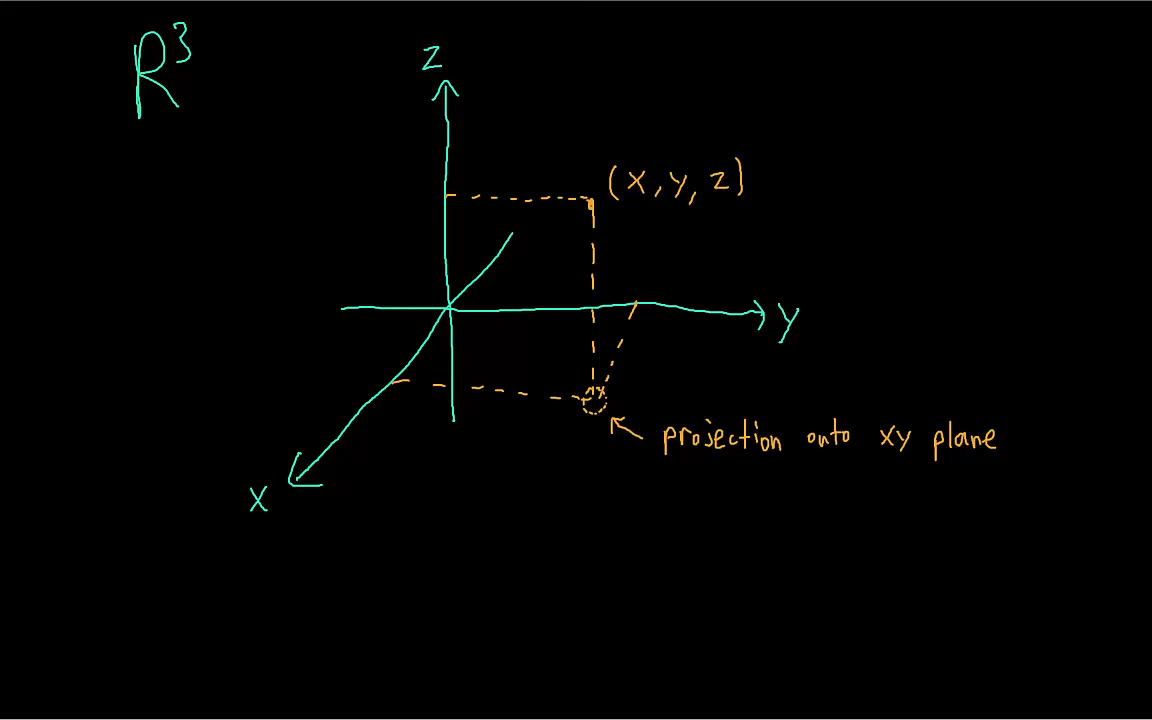 R³
z
(x, y, z)
y
projection onto xy plane
x